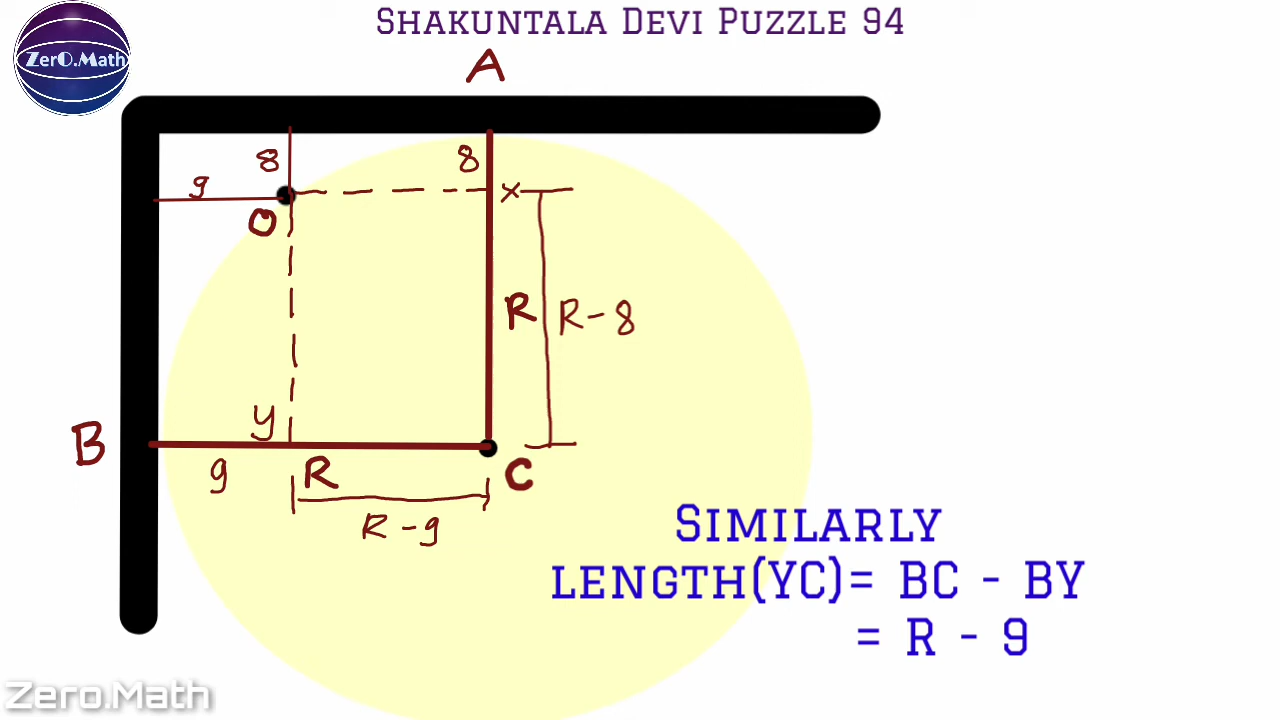 SHAKUNTALA DEVI PUZZLE 94
ZerO.Math
A
8
8
9
X
O
R
R - 8
Y
B
9
R
C
R - 9
SIMILARLY
LENGTH(YC)= BC - BY
= R - 9
Zero.Math